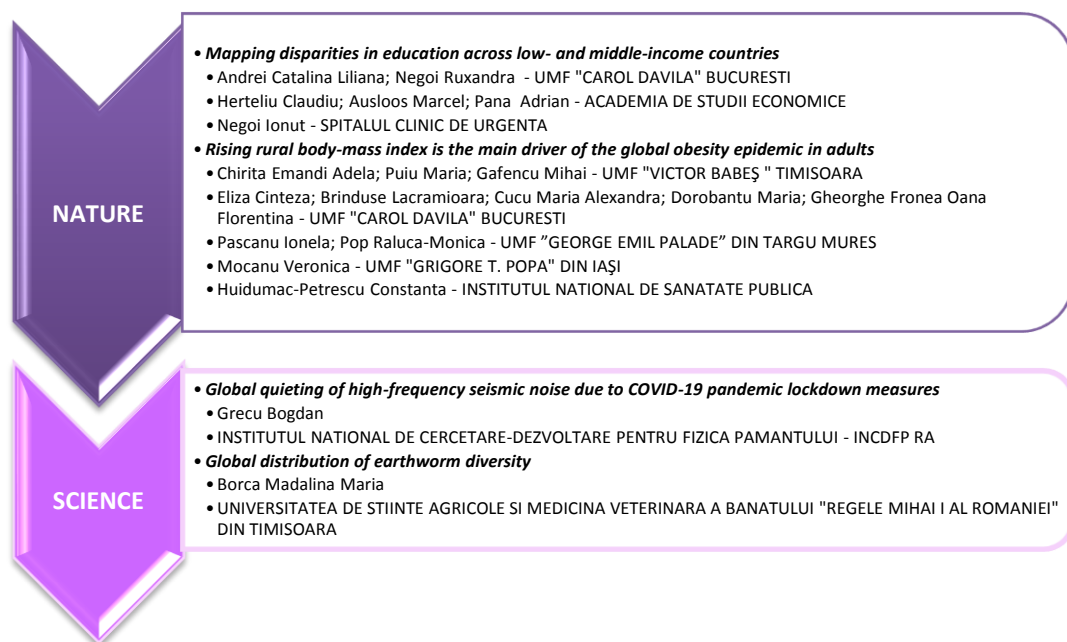 NATURE
• Mapping disparities in education across low- and middle-income countries
• Andrei Catalina Liliana; Negoi Ruxandra - UMF "CAROL DAVILA" BUCURESTI
• Herteliu Claudiu; Ausloos Marcel; Pana Adrian - ACADEMIA DE STUDII ECONOMICE
• Negoi Ionut - SPITALUL CLINIC DE URGENTA
• Rising rural body-mass index is the main driver of the global obesity epidemic in adults
• Chirita Emandi Adela; Puiu Maria; Gafencu Mihai - UMF "VICTOR BABEŞ " TIMISOARA
• Eliza Cinteza; Brinduse Lacramioara; Cucu Maria Alexandra; Dorobantu Maria; Gheorghe Fronea Oana
Florentina - UMF "CAROL DAVILA" BUCURESTI
• Pascanu Ionela; Pop Raluca-Monica - UMF ”GEORGE EMIL PALADE” DIN TARGU MURES
• Mocanu Veronica - UMF "GRIGORE T. POPA" DIN IAŞI
• Huidumac-Petrescu Constanta - INSTITUTUL NATIONAL DE SANATATE PUBLICA
SCIENCE
• Global quieting of high-frequency seismic noise due to COVID-19 pandemic lockdown measures
• Grecu Bogdan
• INSTITUTUL NATIONAL DE CERCETARE-DEZVOLTARE PENTRU FIZICA PAMANTULUI - INCDFP RA
• Global distribution of earthworm diversity
• Borca Madalina Maria
• UNIVERSITATEA DE STIINTE AGRICOLE SI MEDICINA VETERINARA A BANATULUI "REGELE MIHAI I AL ROMANIEI"
DIN TIMISOARA